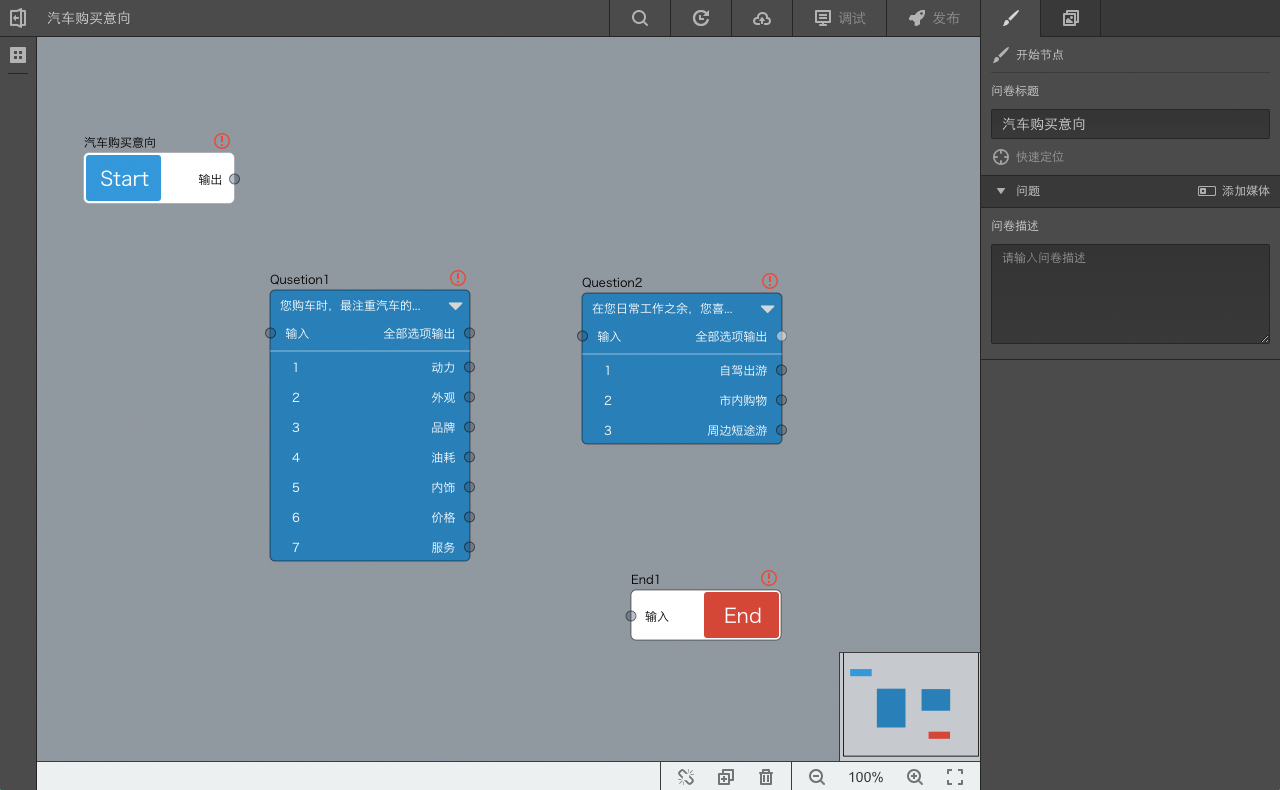 汽车购买意向
调试
发布
开始节点
问卷标题
汽车购买意向
快速定位
问题
添加媒体
问卷描述
请输入问卷描述
汽车购买意向
Start
输出
Qusetion1
您购车时，最注重汽车的...
输入 全部选项输出
1 动力
2 外观
3 品牌
4 油耗
5 内饰
6 价格
7 服务
Question2
在您日常工作之余，您喜...
输入 全部选项输出
1 自驾出游
2 市内购物
3 周边短途游
End1
输入
End
100%